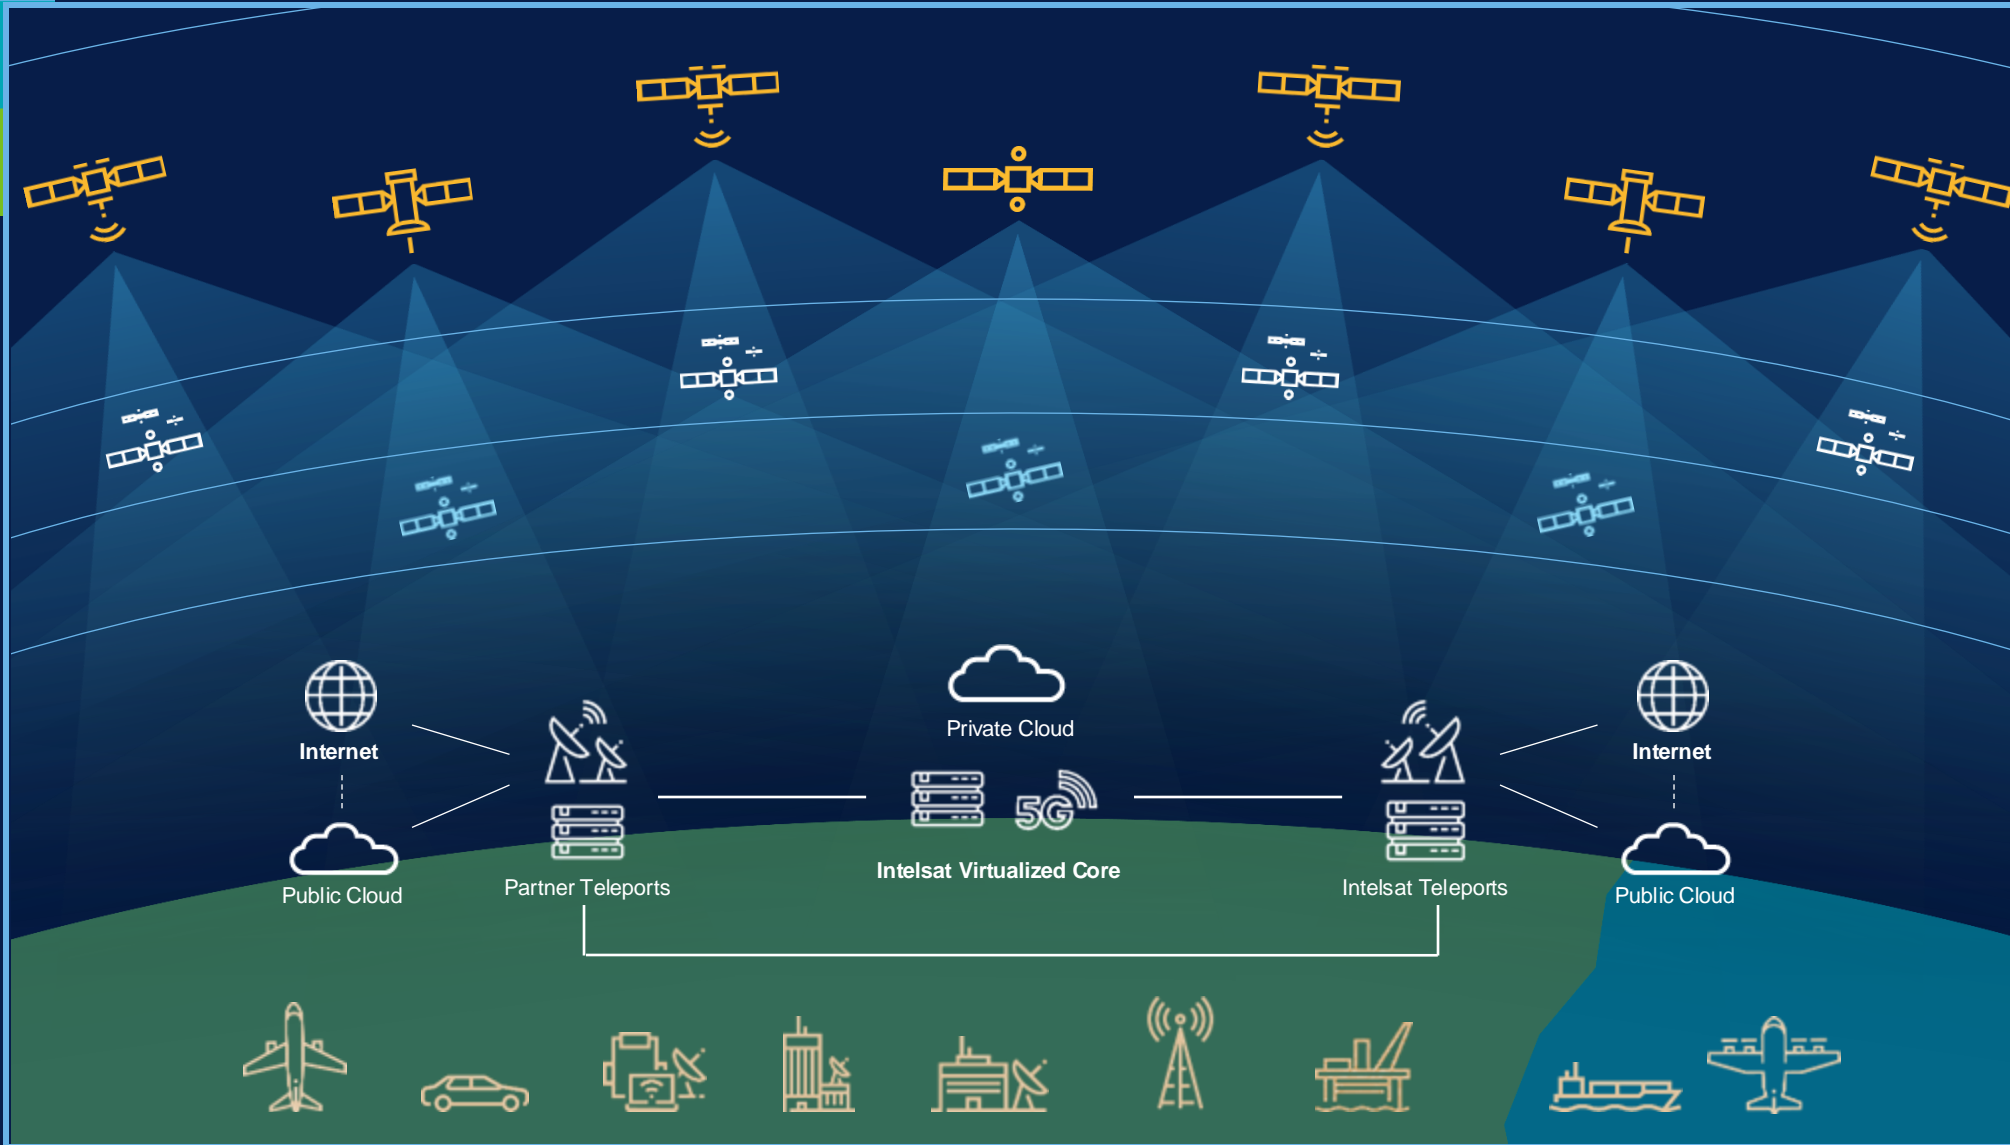 Internet
Public Cloud
Partner Teleports
Private Cloud
5G
Intelsat Virtualized Core
Intelsat Teleports
Internet
Public Cloud